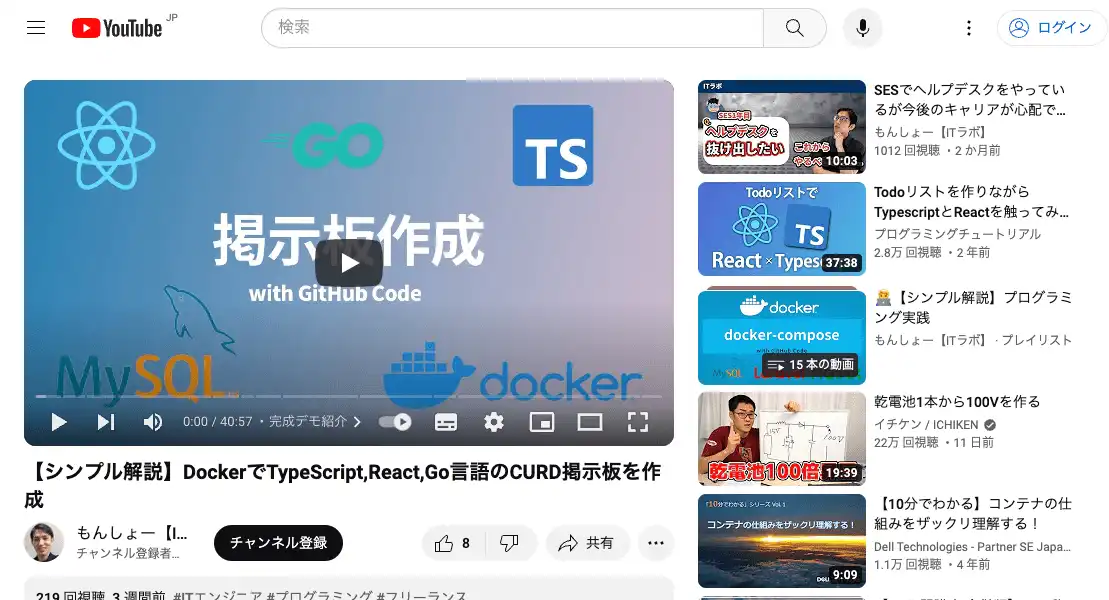 YouTube JP
検索
ログイン
GO
TS
掲示板作成
with GitHub Code
MySQL
docker
0:00 / 40:57 ・完成デモ紹介
【シンプル解説】DockerでTypeScript,React,Go言語のCURD掲示板を作
成
もんしょー【I...
チャンネル登録者...
チャンネル登録
8
共有
219 回視聴 3 週間前 #ITエンジニア #プログラミング #フリーランス
ITラボ
SES1年目
ヘルプデスクを
抜け出したい
これから
やるべ
10:03
SESでヘルプデスクをやってい
るが今後のキャリアが心配で...
もんしょー【ITラボ】
1012 回視聴 ・2 か月前
Todoリストで
TS
React × Types
37:38
Todoリストを作りながら
TypescriptとReactを触ってみ...
プログラミングチュートリアル
2.8万 回視聴 ・2 年前
docker
docker-compose
with GitHub Code
15 本の動画
【シンプル解説】プログラミ
ング実践
もんしょー【ITラボ】 · プレイリスト
乾電池100倍
19:39
乾電池1本から100Vを作る
イチケン / ICHIKEN
22万 回視聴 ・11 日前
「10分でわかる」シリーズ Vol.1
コンテナの仕組みをザックリ理解する！
9:09
【10分でわかる】コンテナの仕
組みをザックリ理解する！
Dell Technologies - Partner SE Japa...
1.1万 回視聴 ・4 年前